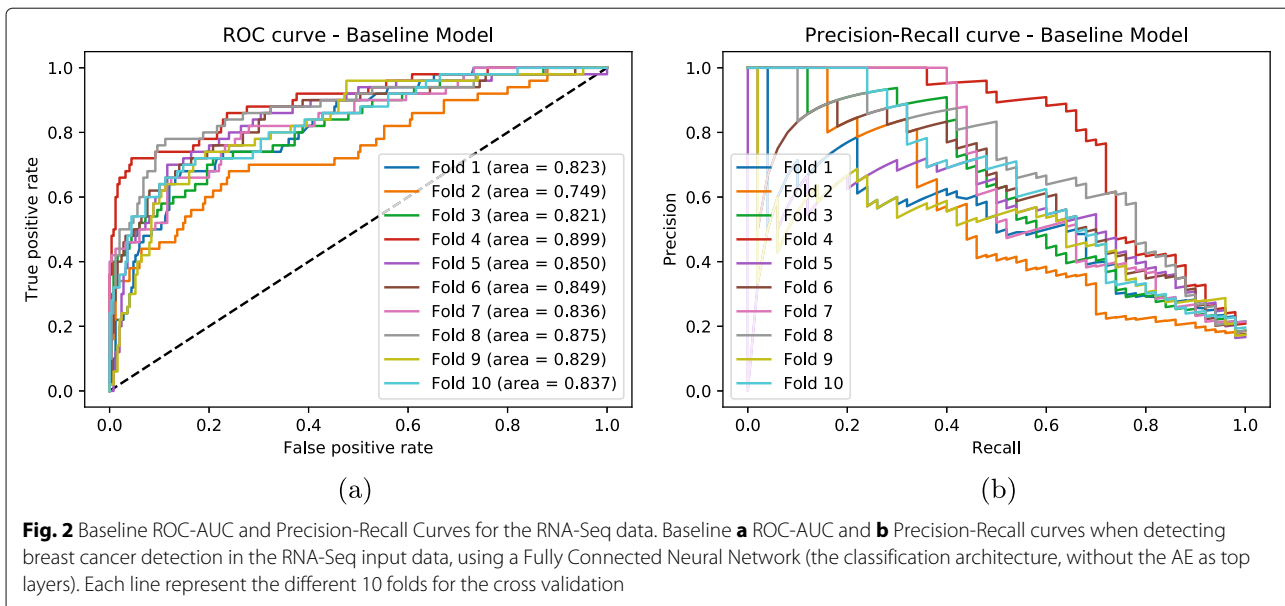 ROC curve - Baseline Model
1.0
0.8
0.6
0.4
0.2
0.0
True positive rate
0.0 0.2 0.4 0.6 0.8 1.0
False positive rate
Fold 1 (area = 0.823)
Fold 2 (area = 0.749)
Fold 3 (area = 0.821)
Fold 4 (area = 0.899)
Fold 5 (area = 0.850)
Fold 6 (area = 0.849)
Fold 7 (area = 0.836)
Fold 8 (area = 0.875)
Fold 9 (area = 0.829)
Fold 10 (area = 0.837)
(a)
Precision-Recall curve - Baseline Model
1.0
0.8
0.6
0.4
0.2
0.0
Precision
0.0 0.2 0.4 0.6 0.8 1.0
Recall
Fold 1
Fold 2
Fold 3
Fold 4
Fold 5
Fold 6
Fold 7
Fold 8
Fold 9
Fold 10
(b)
Fig. 2 Baseline ROC-AUC and Precision-Recall Curves for the RNA-Seq data. Baseline a ROC-AUC and b Precision-Recall curves when detecting
breast cancer detection in the RNA-Seq input data, using a Fully Connected Neural Network (the classification architecture, without the AE as top
layers). Each line represent the different 10 folds for the cross validation